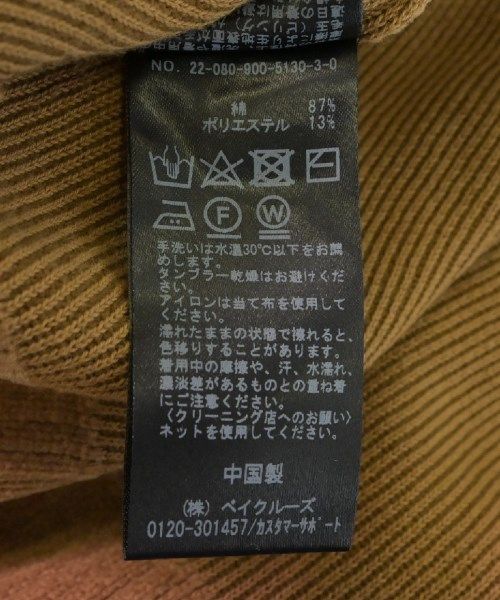 NO. 22-080-900-5130-3-0
綿 87%
ポリエステル 13%
F W
手洗いは水温30℃以下をお薦
めします。
タンブラー乾燥はお避けくだ
さい。
アイロンは当て布を使用して
ください。
濡れたままの状態で擦れると、
色移りすることがあります。
着用中の摩擦や、汗、水濡れ、
濃淡差があるものとの重ね着
にご注意ください。
〈クリーニング店へのお願い〉
ネットを使用してください。
中国製
(株) ベイクルーズ
0120-301457/カスタマーサポート